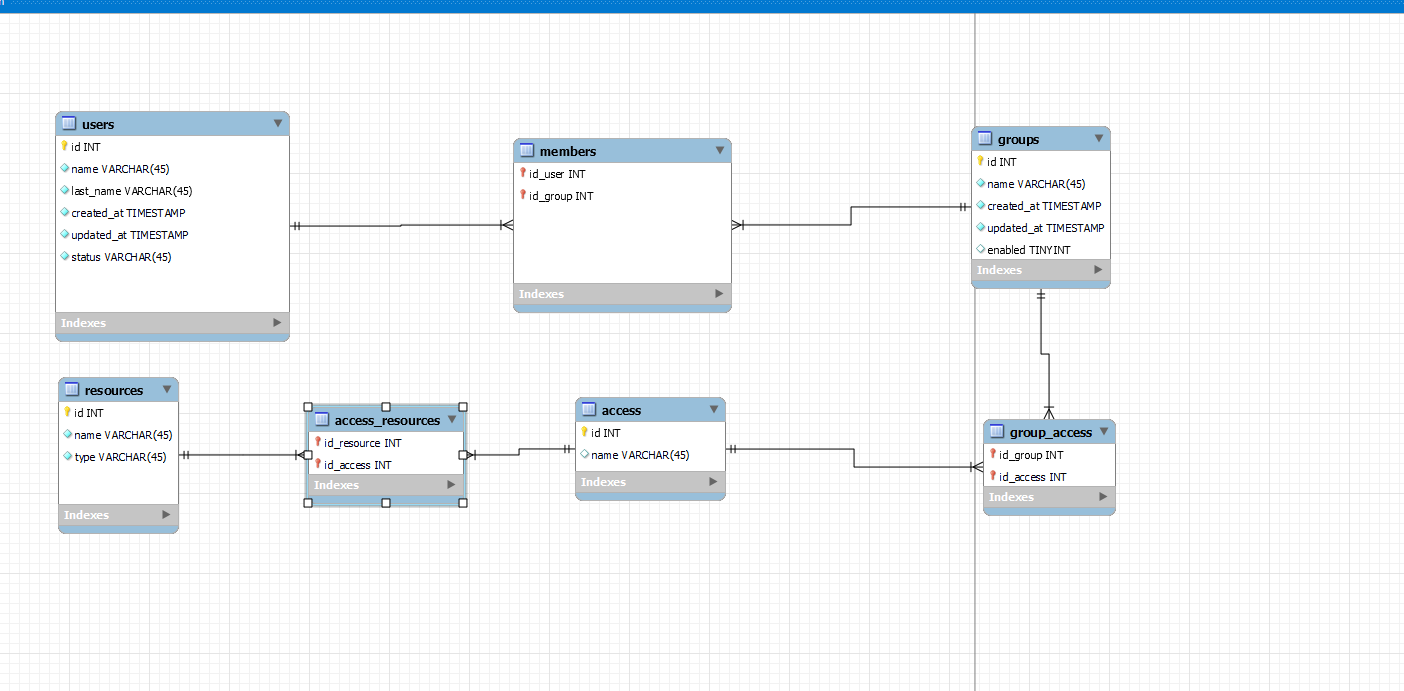 users
id INT
name VARCHAR(45)
last_name VARCHAR(45)
created_at TIMESTAMP
updated_at TIMESTAMP
status VARCHAR(45)
Indexes
members
id_user INT
id_group INT
Indexes
groups
id INT
name VARCHAR(45)
created_at TIMESTAMP
updated_at TIMESTAMP
enabled TINYINT
Indexes
resources
id INT
name VARCHAR(45)
type VARCHAR(45)
Indexes
access_resources
id_resource INT
id_access INT
Indexes
access
id INT
name VARCHAR(45)
Indexes
group_access
id_group INT
id_access INT
Indexes